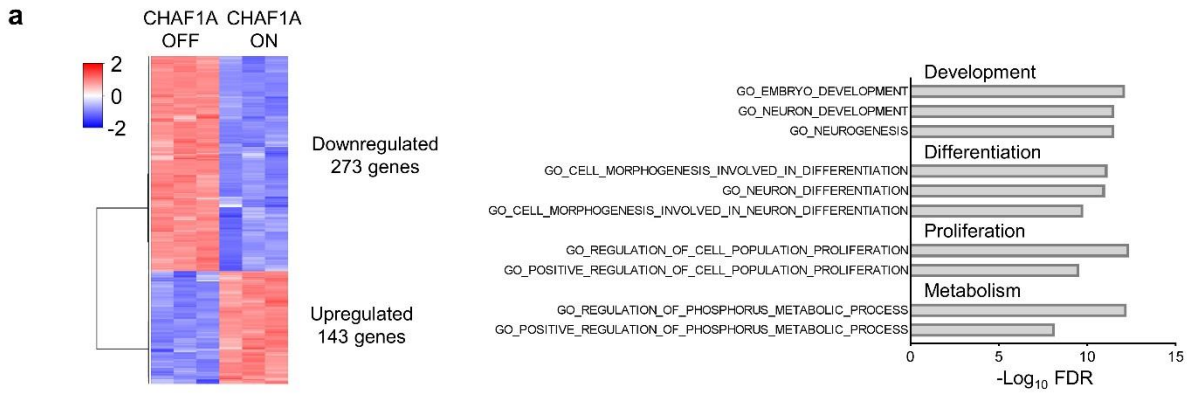 a
CHAF1A CHAF1A
OFF ON
2
0
-2
Downregulated
273 genes
Upregulated
143 genes
Development
GO_EMBRYO_DEVELOPMENT
GO_NEURON_DEVELOPMENT
GO_NEUROGENESIS
Differentiation
GO_CELL_MORPHOGENESIS_INVOLVED_IN_DIFFERENTIATION
GO_NEURON_DIFFERENTIATION
GO_CELL_MORPHOGENESIS_INVOLVED_IN_NEURON_DIFFERENTIATION
Proliferation
GO_REGULATION_OF_CELL_POPULATION_PROLIFERATION
GO_POSITIVE_REGULATION_OF_CELL_POPULATION_PROLIFERATION
Metabolism
GO_REGULATION_OF_PHOSPHORUS_METABOLIC_PROCESS
GO_POSITIVE_REGULATION_OF_PHOSPHORUS_METABOLIC_PROCESS
0 5 10 15
-Log10 FDR